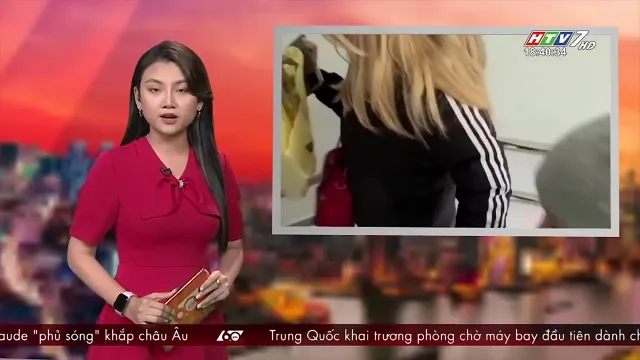 HTV7 HD
18:40:34
aude "phủ sóng" khắp châu Âu
60
Trung Quốc khai trương phòng chờ máy bay đầu tiên dành c